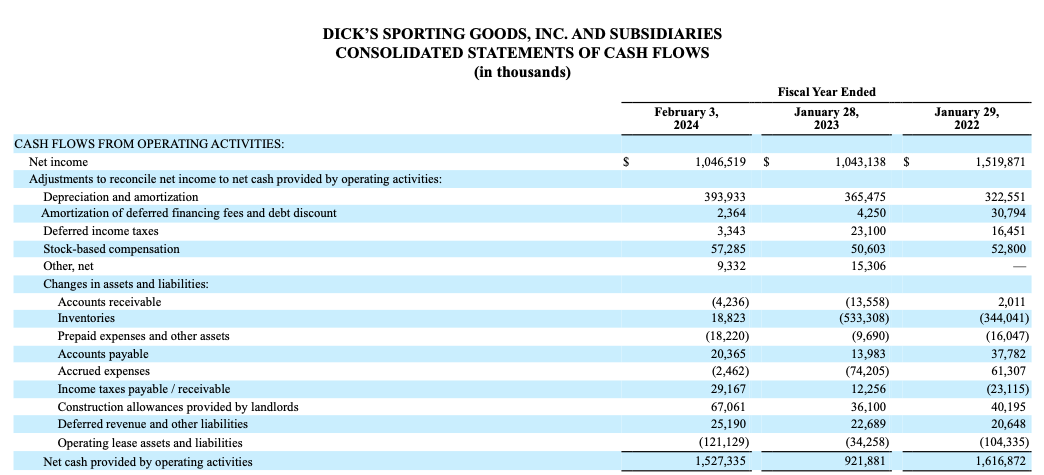 DICK'S SPORTING GOODS, INC. AND SUBSIDIARIES
CONSOLIDATED STATEMENTS OF CASH FLOWS
(in thousands)
Fiscal Year Ended
February 3, 2024 January 28, 2023 January 29, 2022
CASH FLOWS FROM OPERATING ACTIVITIES:
Net income $ 1,046,519 $ 1,043,138 $ 1,519,871
Adjustments to reconcile net income to net cash provided by operating activities:
Depreciation and amortization 393,933 365,475 322,551
Amortization of deferred financing fees and debt discount 2,364 4,250 30,794
Deferred income taxes 3,343 23,100 16,451
Stock-based compensation 57,285 50,603 52,800
Other, net 9,332 15,306 —
Changes in assets and liabilities:
Accounts receivable (4,236) (13,558) 2,011
Inventories 18,823 (533,308) (344,041)
Prepaid expenses and other assets (18,220) (9,690) (16,047)
Accounts payable 20,365 13,983 37,782
Accrued expenses (2,462) (74,205) 61,307
Income taxes payable / receivable 29,167 12,256 (23,115)
Construction allowances provided by landlords 67,061 36,100 40,195
Deferred revenue and other liabilities 25,190 22,689 20,648
Operating lease assets and liabilities (121,129) (34,258) (104,335)
Net cash provided by operating activities 1,527,335 921,881 1,616,872